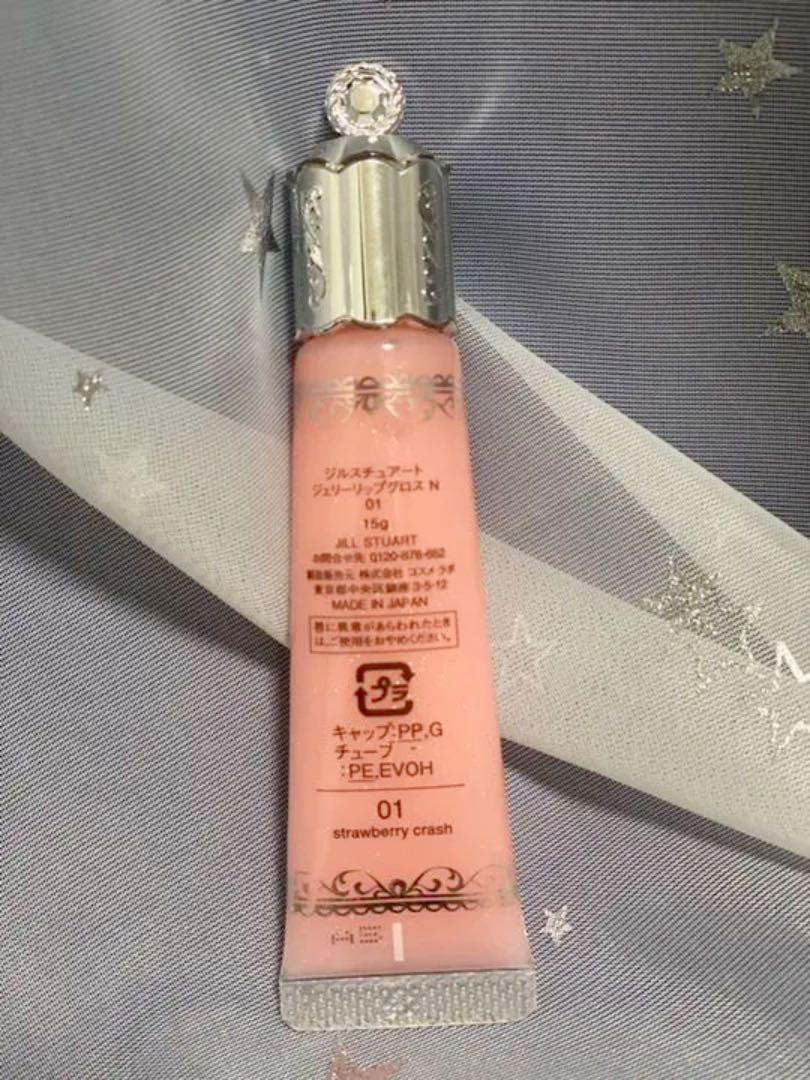 ジルスチュアート
ジェリーリップグロス N
01
15g
JILL STUART
お問合せ先 0120-878-652
製造販売元 株式会社 コスメ ラボ
東京都中央区銀座 3-5-12
MADE IN JAPAN
唇に異常があらわれたとき
は、ご使用をおやめください。
プラ
キャップ:PP,G
チューブ
:PE,EVOH
01
strawberry crash